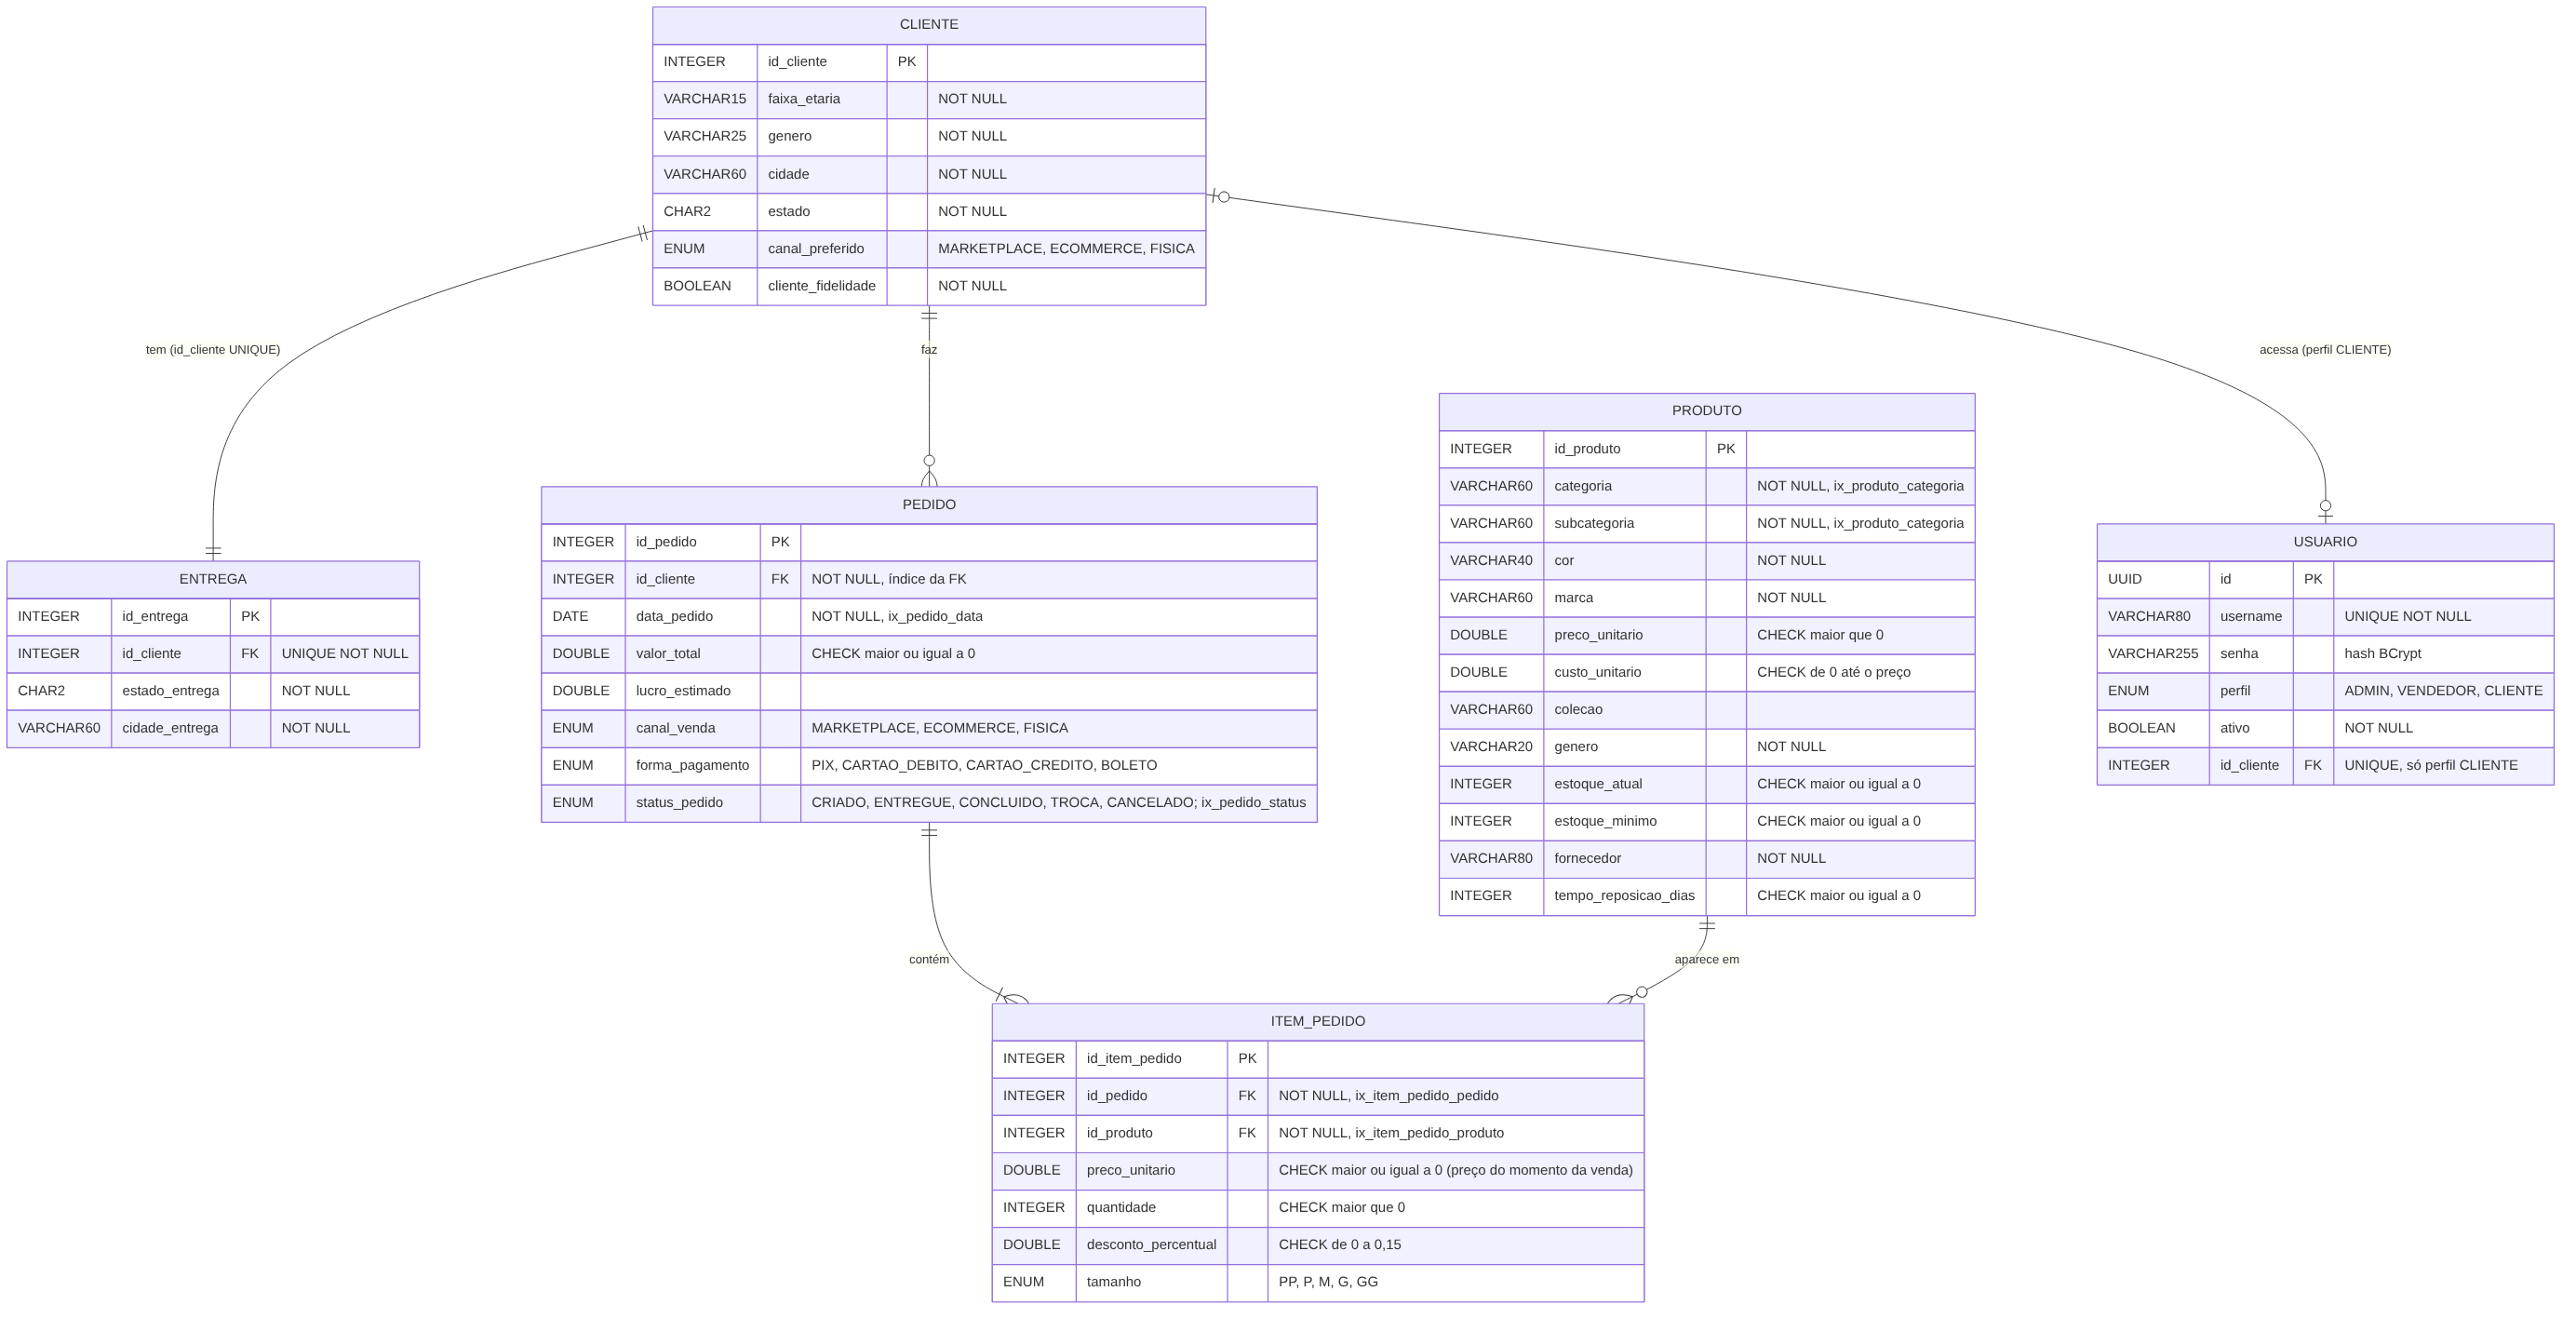 CLIENTE
INTEGER id_cliente PK
VARCHAR15 faixa_etaria NOT NULL
VARCHAR25 genero NOT NULL
VARCHAR60 cidade NOT NULL
CHAR2 estado NOT NULL
ENUM canal_preferido MARKETPLACE, ECOMMERCE, FISICA
BOOLEAN cliente_fidelidade NOT NULL
tem (id_cliente UNIQUE)
faz
acessa (perfil CLIENTE)
ENTREGA
INTEGER id_entrega PK
INTEGER id_cliente FK UNIQUE NOT NULL
CHAR2 estado_entrega NOT NULL
VARCHAR60 cidade_entrega NOT NULL
PEDIDO
INTEGER id_pedido PK
INTEGER id_cliente FK NOT NULL, índice da FK
DATE data_pedido NOT NULL, ix_pedido_data
DOUBLE valor_total CHECK maior ou igual a 0
DOUBLE lucro_estimado
ENUM canal_venda MARKETPLACE, ECOMMERCE, FISICA
ENUM forma_pagamento PIX, CARTAO_DEBITO, CARTAO_CREDITO, BOLETO
ENUM status_pedido CRIADO, ENTREGUE, CONCLUIDO, TROCA, CANCELADO; ix_pedido_status
PRODUTO
INTEGER id_produto PK
VARCHAR60 categoria NOT NULL, ix_produto_categoria
VARCHAR60 subcategoria NOT NULL, ix_produto_categoria
VARCHAR40 cor NOT NULL
VARCHAR60 marca NOT NULL
DOUBLE preco_unitario CHECK maior que 0
DOUBLE custo_unitario CHECK de 0 até o preço
VARCHAR60 colecao
VARCHAR20 genero NOT NULL
INTEGER estoque_atual CHECK maior ou igual a 0
INTEGER estoque_minimo CHECK maior ou igual a 0
VARCHAR80 fornecedor NOT NULL
INTEGER tempo_reposicao_dias CHECK maior ou igual a 0
USUARIO
UUID id PK
VARCHAR80 username UNIQUE NOT NULL
VARCHAR255 senha hash BCrypt
ENUM perfil ADMIN, VENDEDOR, CLIENTE
BOOLEAN ativo NOT NULL
INTEGER id_cliente FK UNIQUE, só perfil CLIENTE
contém
aparece em
ITEM_PEDIDO
INTEGER id_item_pedido PK
INTEGER id_pedido FK NOT NULL, ix_item_pedido_pedido
INTEGER id_produto FK NOT NULL, ix_item_pedido_produto
DOUBLE preco_unitario CHECK maior ou igual a 0 (preço do momento da venda)
INTEGER quantidade CHECK maior que 0
DOUBLE desconto_percentual CHECK de 0 a 0,15
ENUM tamanho PP, P, M, G, GG